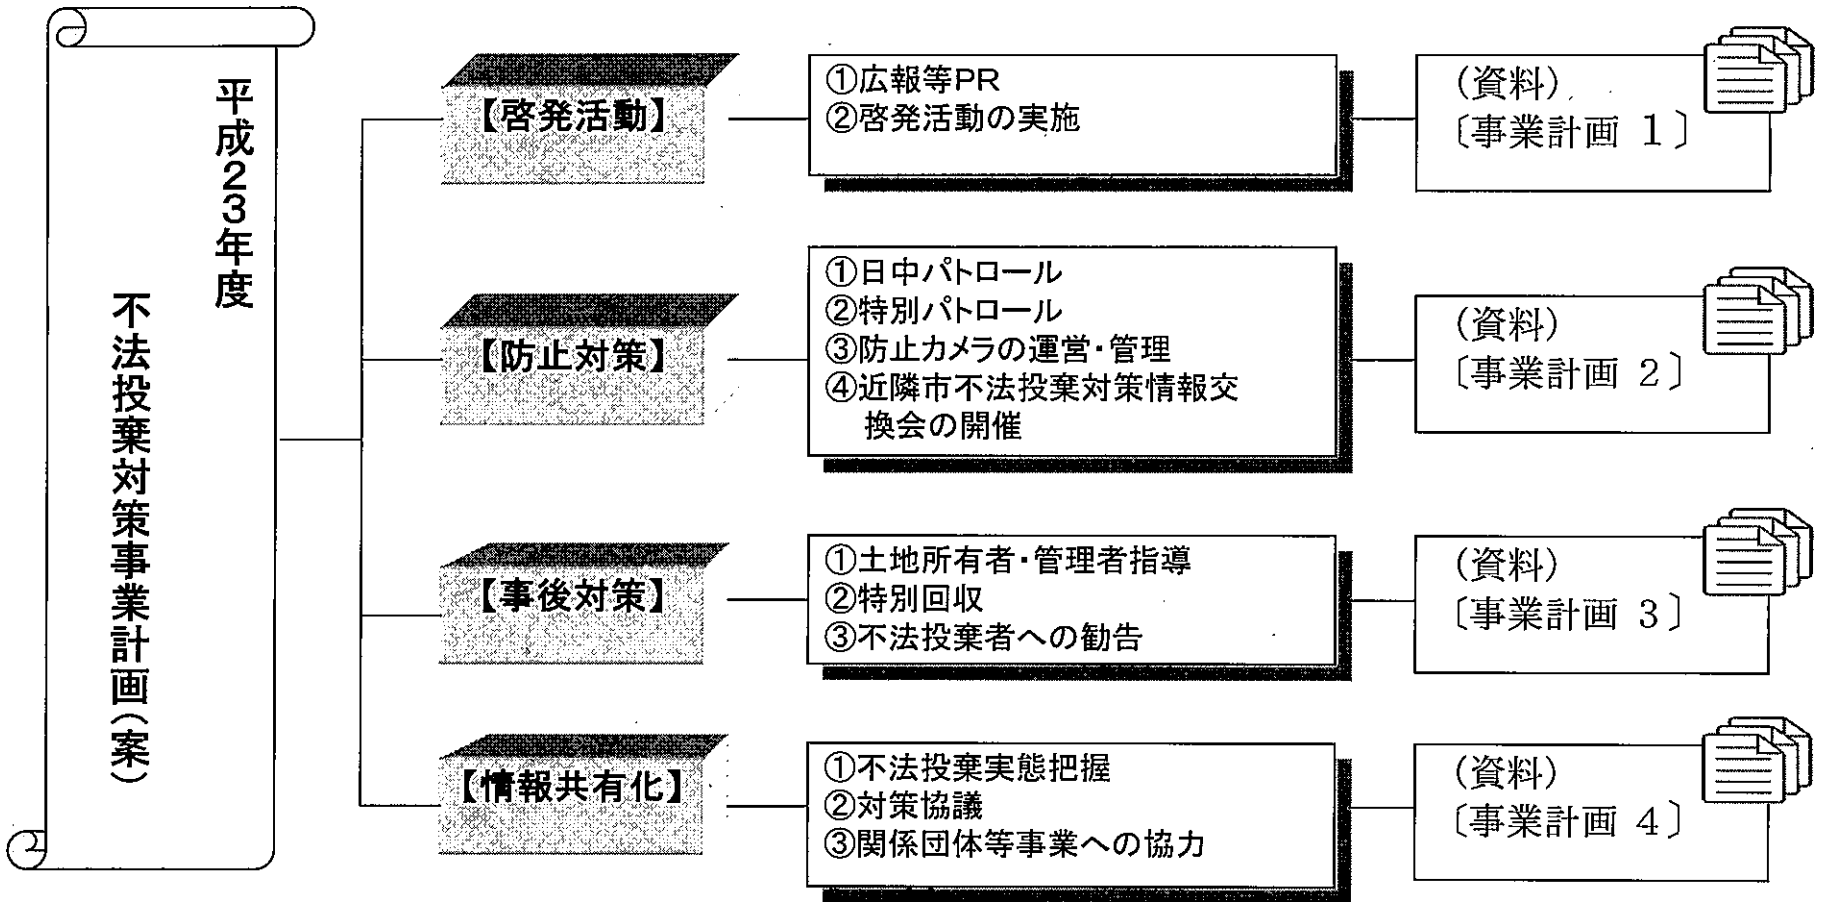 平成23年度
不法投棄対策事業計画(案)
【啓発活動】
①広報等PR
②啓発活動の実施
(資料)
〔事業計画 1〕
【防止対策】
①日中パトロール
②特別パトロール
③防止カメラの運営・管理
④近隣市不法投棄対策情報交
換会の開催
(資料)
〔事業計画 2〕
【事後対策】
①土地所有者・管理者指導
②特別回収
③不法投棄者への勧告
(資料)
〔事業計画 3〕
【情報共有化】
①不法投棄実態把握
②対策協議
③関係団体等事業への協力
(資料)
〔事業計画 4〕